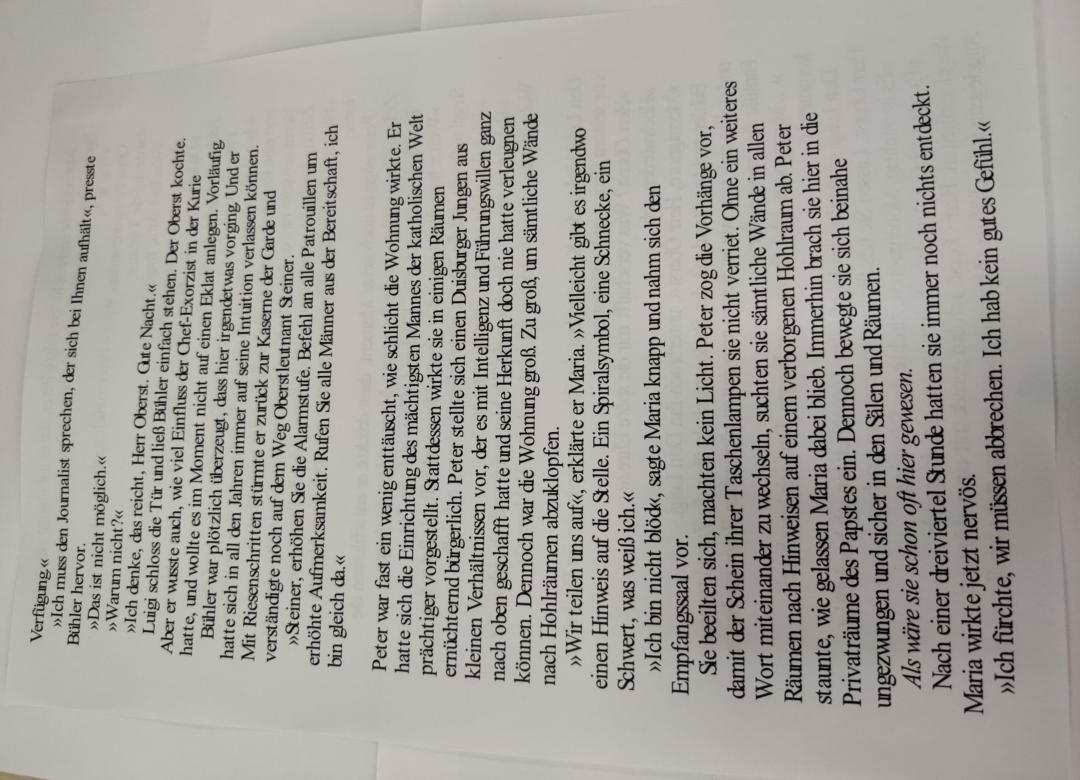 Verfügung.«
»Ich muss den Journalist sprechen, der sich bei Ihnen aufhält«, presste
Bühler hervor.
»Das ist nicht möglich.«
»Warum nicht?«
»Ich denke, das reicht, Herr Oberst. Gute Nacht.«
Luigi schloss die Tür und ließ Bühler einfach stehen. Der Oberst kochte.
Aber er wusste auch, wie viel Einfluss der Chef-Exorzist in der Kurie
hatte, und wollte es im Moment nicht auf einen Eklat anlegen. Vorläufig.
Bühler war plötzlich überzeugt, dass hier irgendetwas vorging. Und er
hatte sich in all den Jahren immer auf seine Intuition verlassen können.
Mit Riesenschritten stürmte er zurück zur Kaserne der Garde und
verständigte noch auf dem Weg Oberstleutnant Steiner.
»Steiner, erhöhen Sie die Alarmstufe. Befehl an alle Patrouillen um
erhöhte Aufmerksamkeit. Rufen Sie alle Männer aus der Bereitschaft, ich
bin gleich da.«
Peter war fast ein wenig enttäuscht, wie schlicht die Wohnung wirkte. Er
hatte sich die Einrichtung des mächtigsten Mannes der katholischen Welt
prächtiger vorgestellt. Stattdessen wirkte sie in einigen Räumen
ernüchternd bürgerlich. Peter stellte sich einen Duisburger Jungen aus
kleinen Verhältnissen vor, der es mit Intelligenz und Führungswillen ganz
nach oben geschafft hatte und seine Herkunft doch nie hatte verleugnen
können. Dennoch war die Wohnung groß. Zu groß, um sämtliche Wände
nach Hohlräumen abzuklopfen.
»Wir teilen uns auf«, erklärte er Maria. »Vielleicht gibt es irgendwo
einen Hinweis auf die Stelle. Ein Spiralsymbol, eine Schnecke, ein
Schwert, was weiß ich.«
»Ich bin nicht blöd«, sagte Maria knapp und nahm sich den
Empfangssaal vor.
Sie beeilten sich, machten kein Licht. Peter zog die Vorhänge vor,
damit der Schein ihrer Taschenlampen sie nicht verriet. Ohne ein weiteres
Wort miteinander zu wechseln, suchten sie sämtliche Wände in allen
Räumen nach Hinweisen auf einem verborgenen Hohlraum ab. Peter
staunte, wie gelassen Maria dabei blieb. Immerhin brach sie hier in die
Privaträume des Papstes ein. Dennoch bewegte sie sich beinahe
ungezwungen und sicher in den Sälen und Räumen.
Als wäre sie schon oft hier gewesen.
Nach einer dreiviertel Stunde hatten sie immer noch nichts entdeckt.
Maria wirkte jetzt nervös.
»Ich fürchte, wir müssen abbrechen. Ich hab kein gutes Gefühl.«